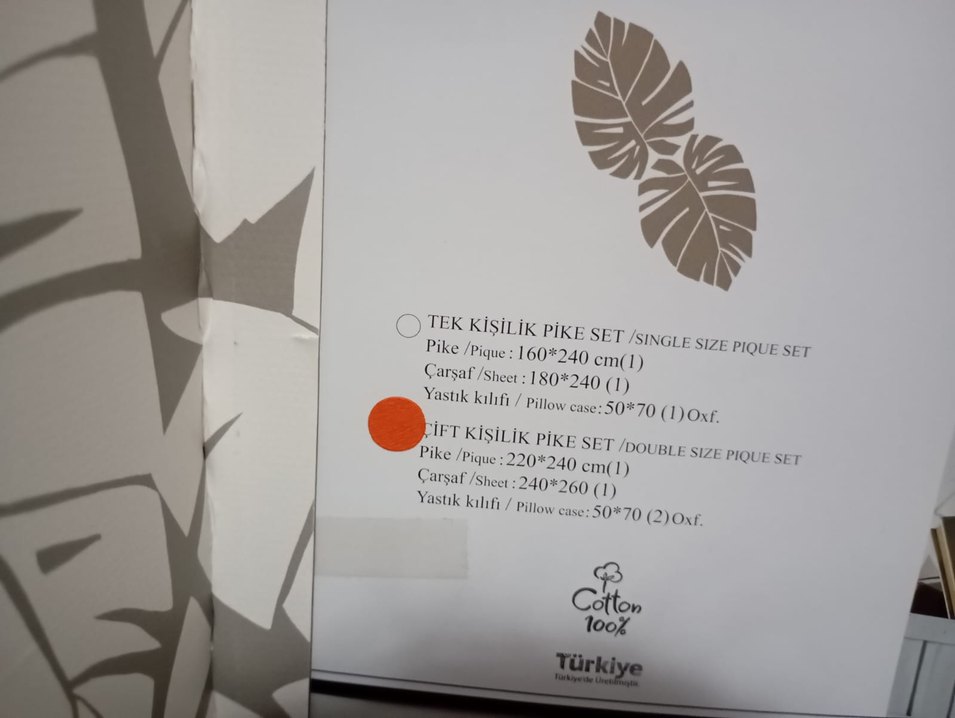 TEK KİŞİLİK PİKE SET /SINGLE SIZE PIQUE SET
Pike /Pique : 160*240 cm(1)
Çarşaf /Sheet : 180*240 (1)
Yastık kılıfı / Pillow case: 50*70 (1) Oxf.
ÇİFT KİŞİLİK PİKE SET /DOUBLE SIZE PIQUE SET
Pike /Pique : 220*240 cm(1)
Çarşaf /Sheet : 240*260 (1)
Yastık kılıfı / Pillow case: 50*70 (2) Oxf.
Cotton
100%
Türkiye
Türkiye'de Üretilmiştir.